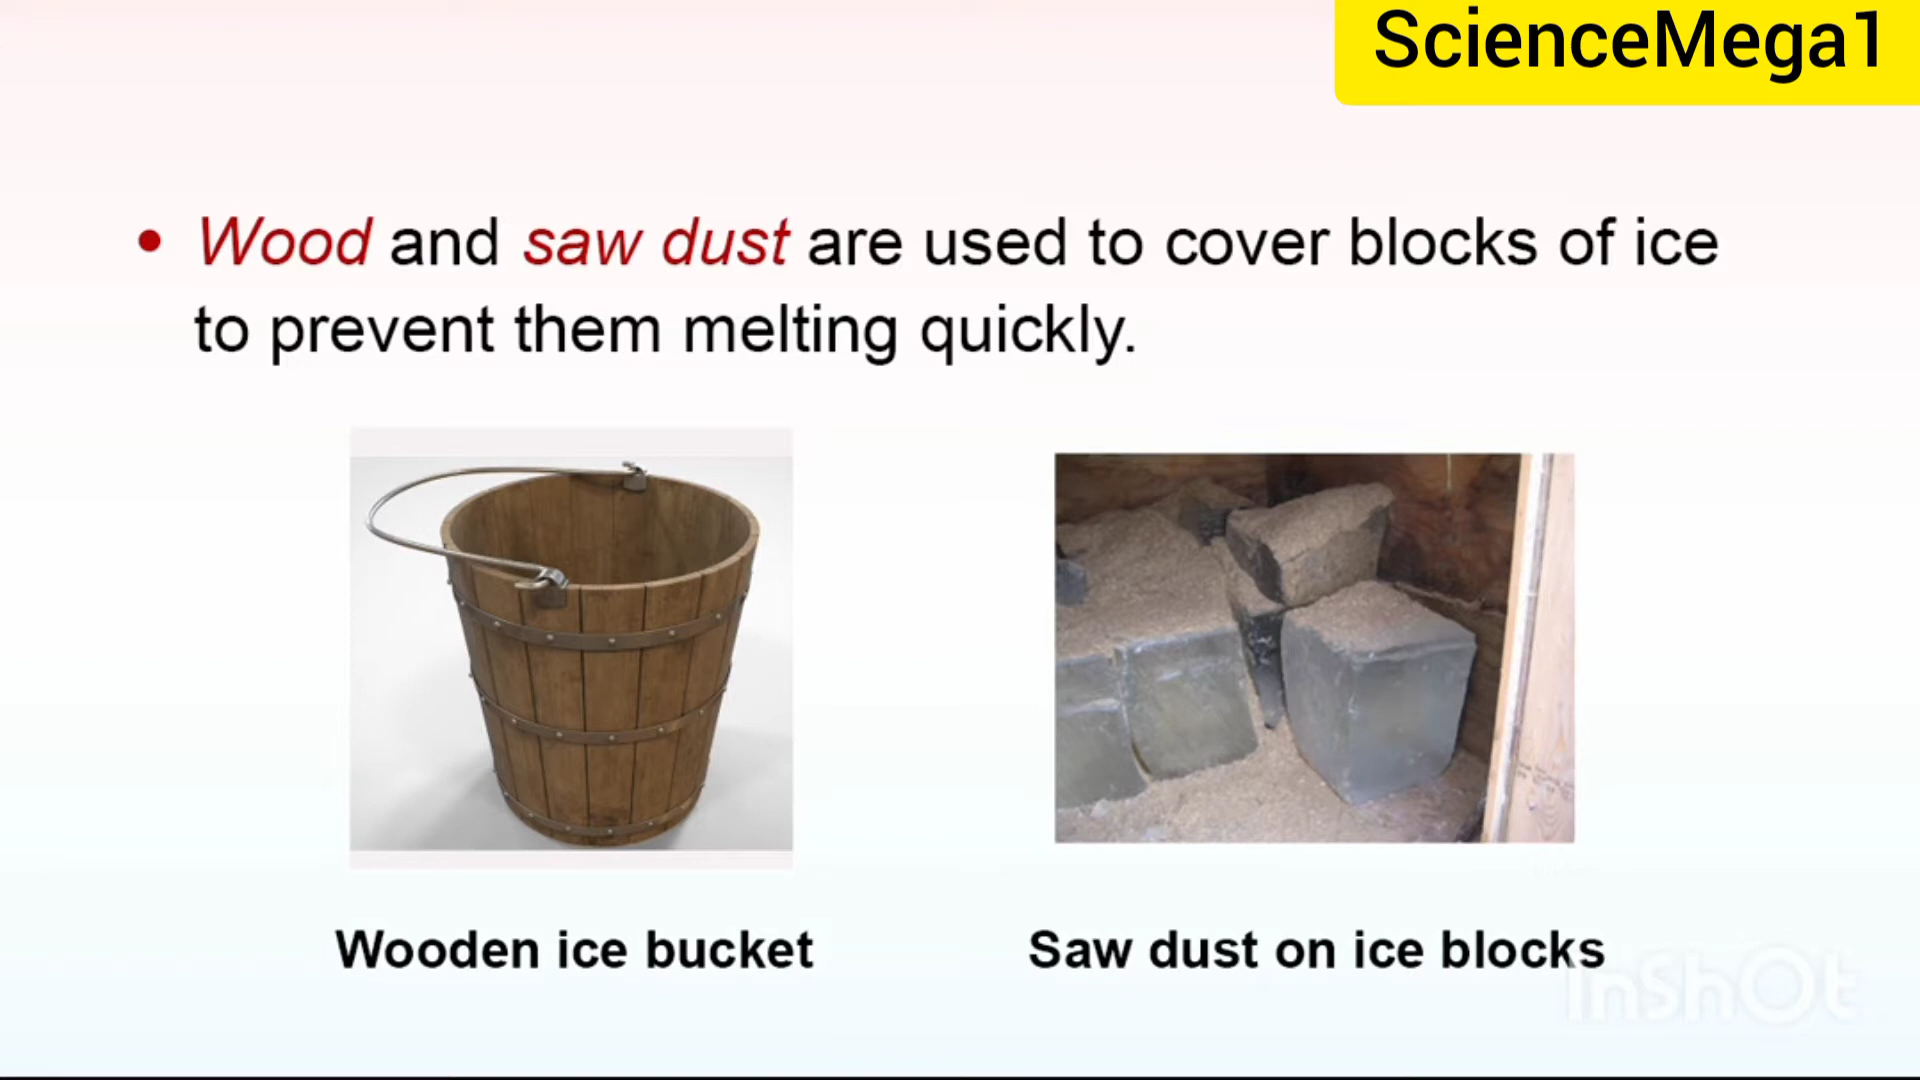 ScienceMega1
• Wood and saw dust are used to cover blocks of ice
to prevent them melting quickly.
Wooden ice bucket
Saw dust on ice blocks
InShOt